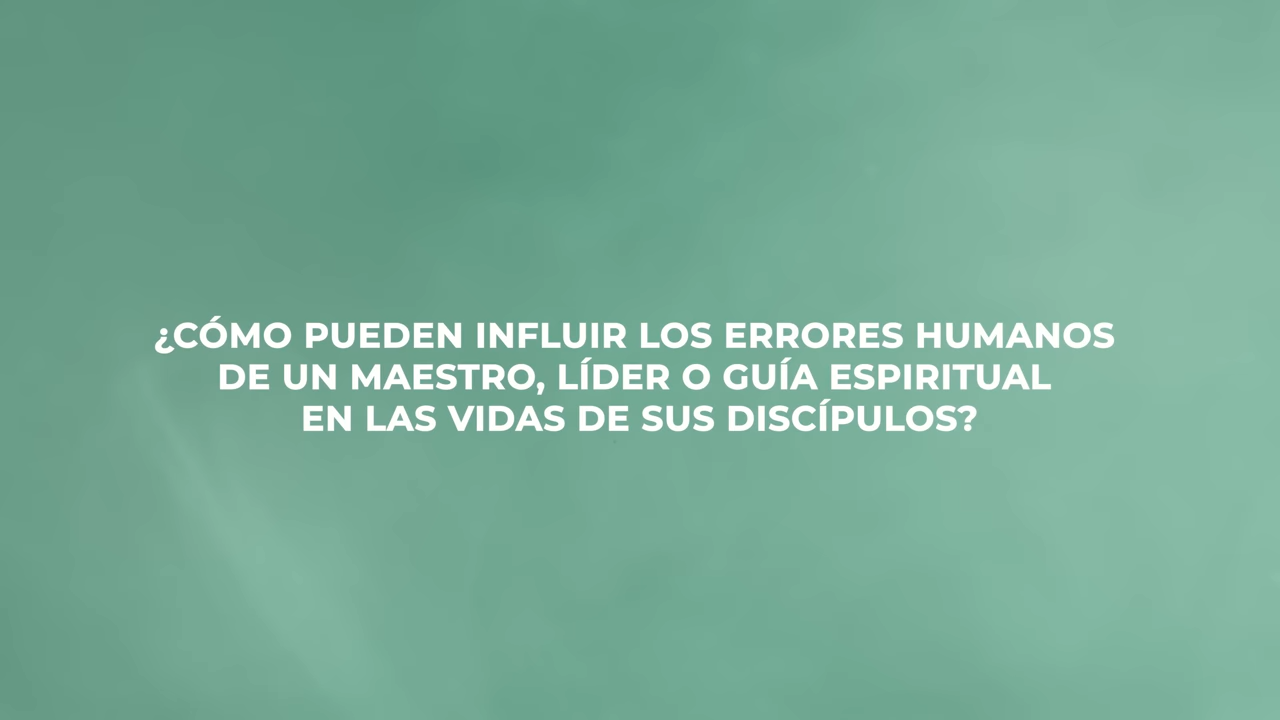 ¿CÓMO PUEDEN INFLUIR LOS ERRORES HUMANOS
DE UN MAESTRO, LÍDER O GUÍA ESPIRITUAL
EN LAS VIDAS DE SUS DISCÍPULOS?